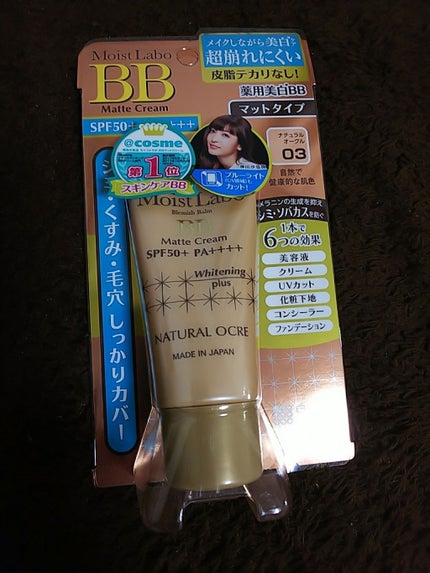 Moist Labo
BB
Matte Cream
メイクしながら美白ケア
超崩れにくい
皮脂テカリなし!
薬用美白BB
マットタイプ
SPF50+
+++
@cosme
第1位
スキンケアBB
ブルーライト
カット!
ナチュラル
オークル
03
自然で
健康的な肌色
メラニンの生成を抑え
シミ・ソバカスを防ぐ
1本で
6つの効果
美容液
クリーム
UVカット
化粧下地
コンシーラー
ファンデーション
シミ・くすみ・毛穴 しっかりカバー
Moist Labo
Blemish Balm
Matte Cream
SPF50+ PA++++
Whitening
plus
NATURAL OCRE
MADE IN JAPAN